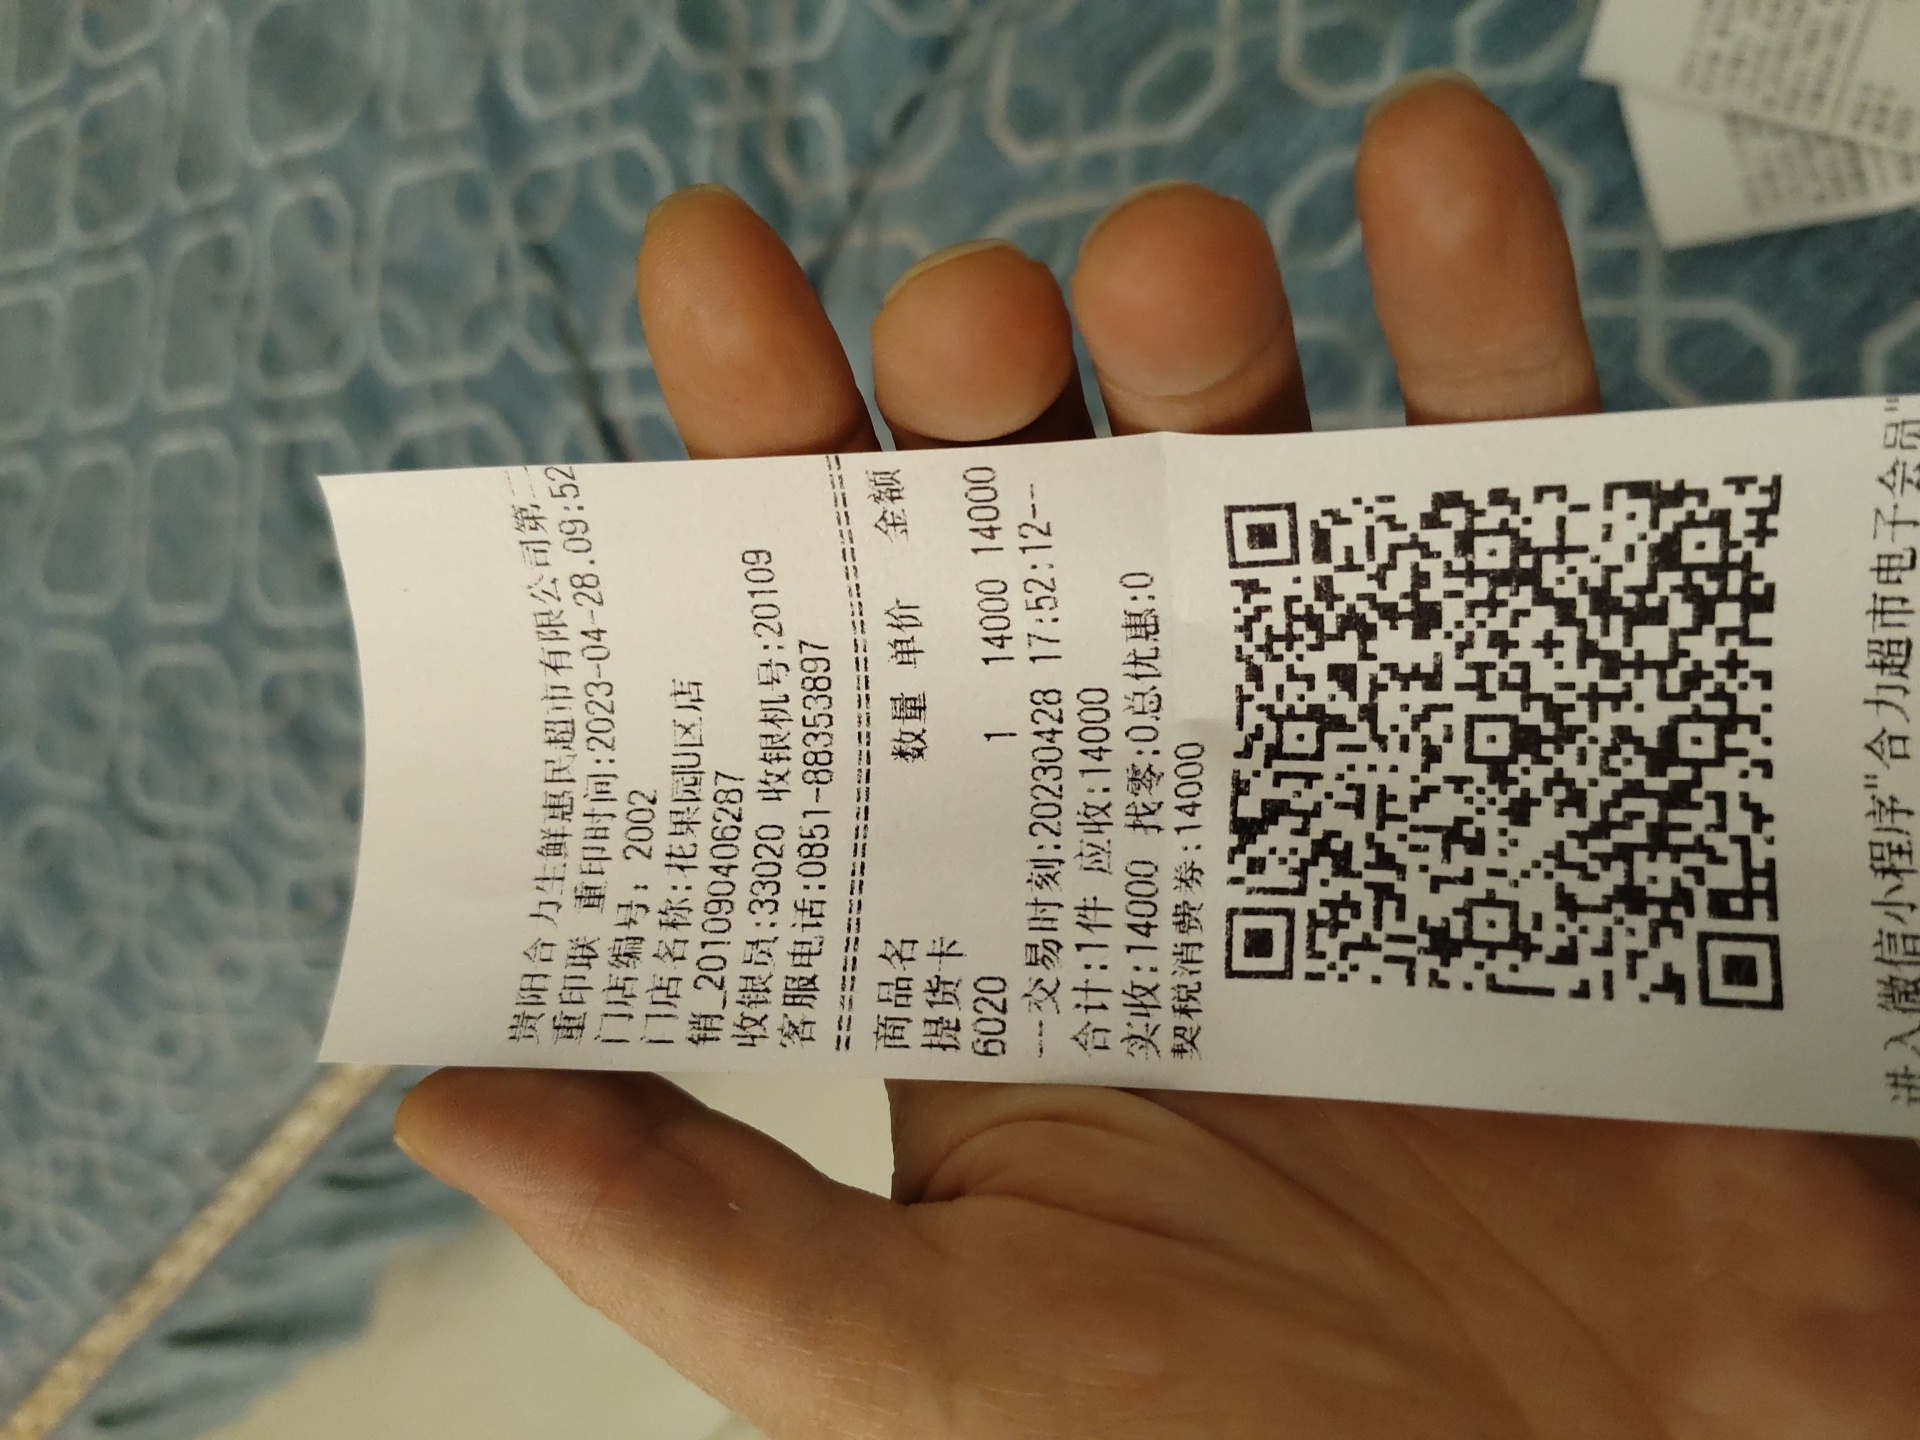 贵阳合力生鲜惠民超市有限公司第二
重印联 重印时间:2023-04-28.09:52
门店编号: 2002
门店名称:花果园U区店
销_20109040406287
收银员:33020 收银机号:20109
客服电话:0851-88353897
================================
商品名 数量 单价 金额
提货卡
6020 1 14000 14000
---交易时刻:20230428 17:52:12--
合计:1件 应收:14000
实收:14000 找零:0总优惠:0
契税消费券:14000
进入微信小程序"合力超市电子会员"